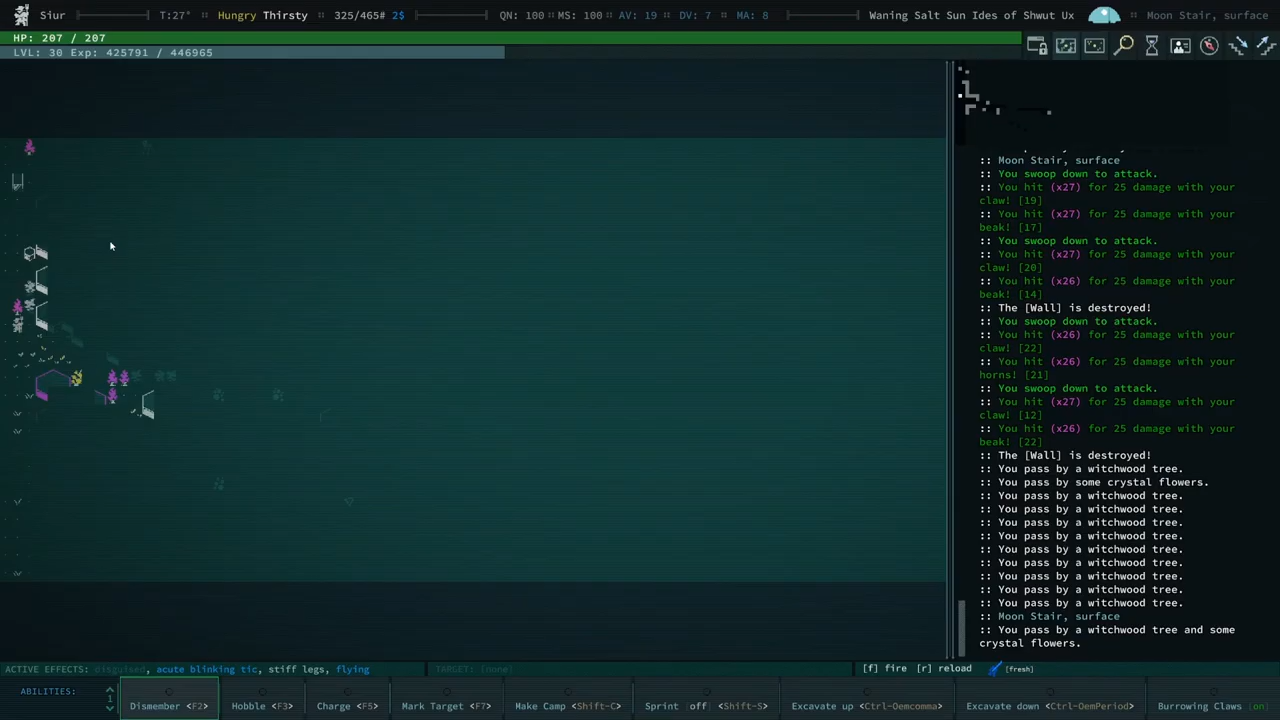 Siur T:27° :: Hungry Thirsty :: 325/465# 2$ QN: 100 :: MS: 100 :: AV: 19 :: DV: 7 :: MA: 8 Waning Salt Sun Ides of Shwut Ux :: Moon Stair, surface
HP: 207 / 207
LVL: 30 Exp: 425791 / 446965
:: Moon Stair, surface
:: You swoop down to attack.
:: You hit (x27) for 25 damage with your
claw! [19]
:: You hit (x27) for 25 damage with your
beak! [17]
:: You swoop down to attack.
:: You hit (x27) for 25 damage with your
claw! [20]
:: You hit (x26) for 25 damage with your
beak! [14]
:: The [Wall] is destroyed!
:: You swoop down to attack.
:: You hit (x26) for 25 damage with your
claw! [22]
:: You hit (x26) for 25 damage with your
horns! [21]
:: You swoop down to attack.
:: You hit (x27) for 25 damage with your
claw! [12]
:: You hit (x26) for 25 damage with your
beak! [22]
:: The [Wall] is destroyed!
:: You pass by a witchwood tree.
:: You pass by some crystal flowers.
:: You pass by a witchwood tree.
:: You pass by a witchwood tree.
:: You pass by a witchwood tree.
:: You pass by a witchwood tree.
:: You pass by a witchwood tree.
:: You pass by a witchwood tree.
:: You pass by a witchwood tree.
:: You pass by a witchwood tree.
:: You pass by a witchwood tree.
:: Moon Stair, surface
:: You pass by a witchwood tree and some
crystal flowers.
ACTIVE EFFECTS: disguised, acute blinking tic, stiff legs, flying TARGET: [none] [f] fire [r] reload [fresh]
ABILITIES: 1 Dismember <F2> Hobble <F3> Charge <F5> Mark Target <F7> Make Camp <Shift-C> Sprint [off] <Shift-S> Excavate up <Ctrl-Oemcomma> Excavate down <Ctrl-OemPeriod> Burrowing Claws [on]